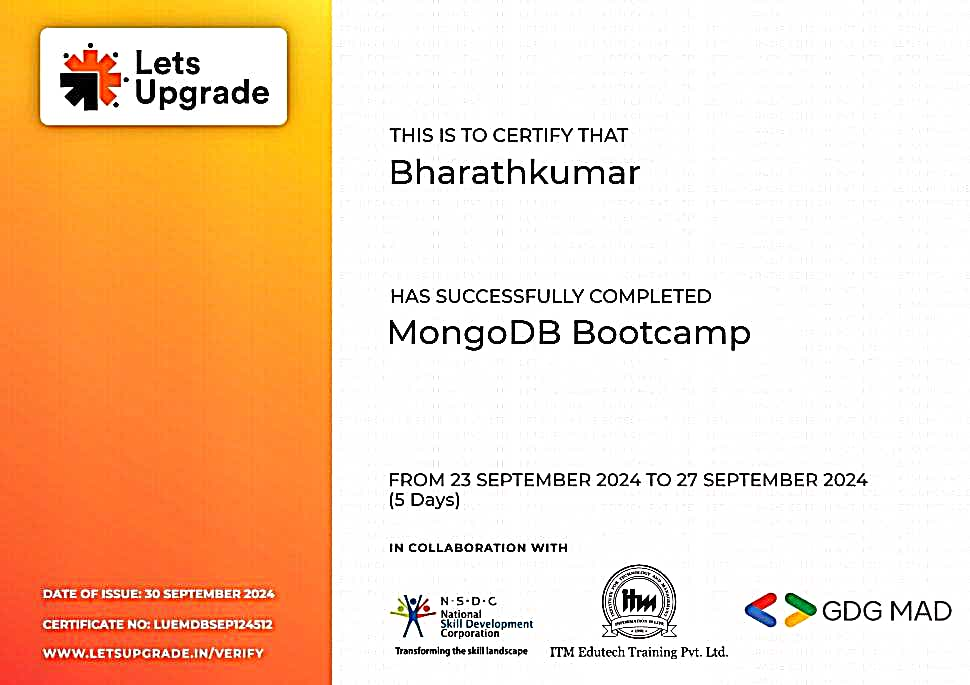 Lets
Upgrade
THIS IS TO CERTIFY THAT
Bharathkumar
HAS SUCCESSFULLY COMPLETED
MongoDB Bootcamp
FROM 23 SEPTEMBER 2024 TO 27 SEPTEMBER 2024
(5 Days)
IN COLLABORATION WITH
N·S·D·C
National
Skill Development
Corporation
Transforming the skill landscape
itm
ITM Edutech Training Pvt. Ltd.
GDG MAD
DATE OF ISSUE: 30 SEPTEMBER 2024
CERTIFICATE NO: LUEMDBSEP124512
WWW.LETSUPGRADE.IN/VERIFY